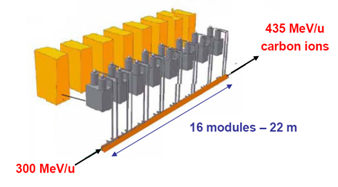 435 MeV/u
carbon ions
16 modules – 22 m
300 MeV/u